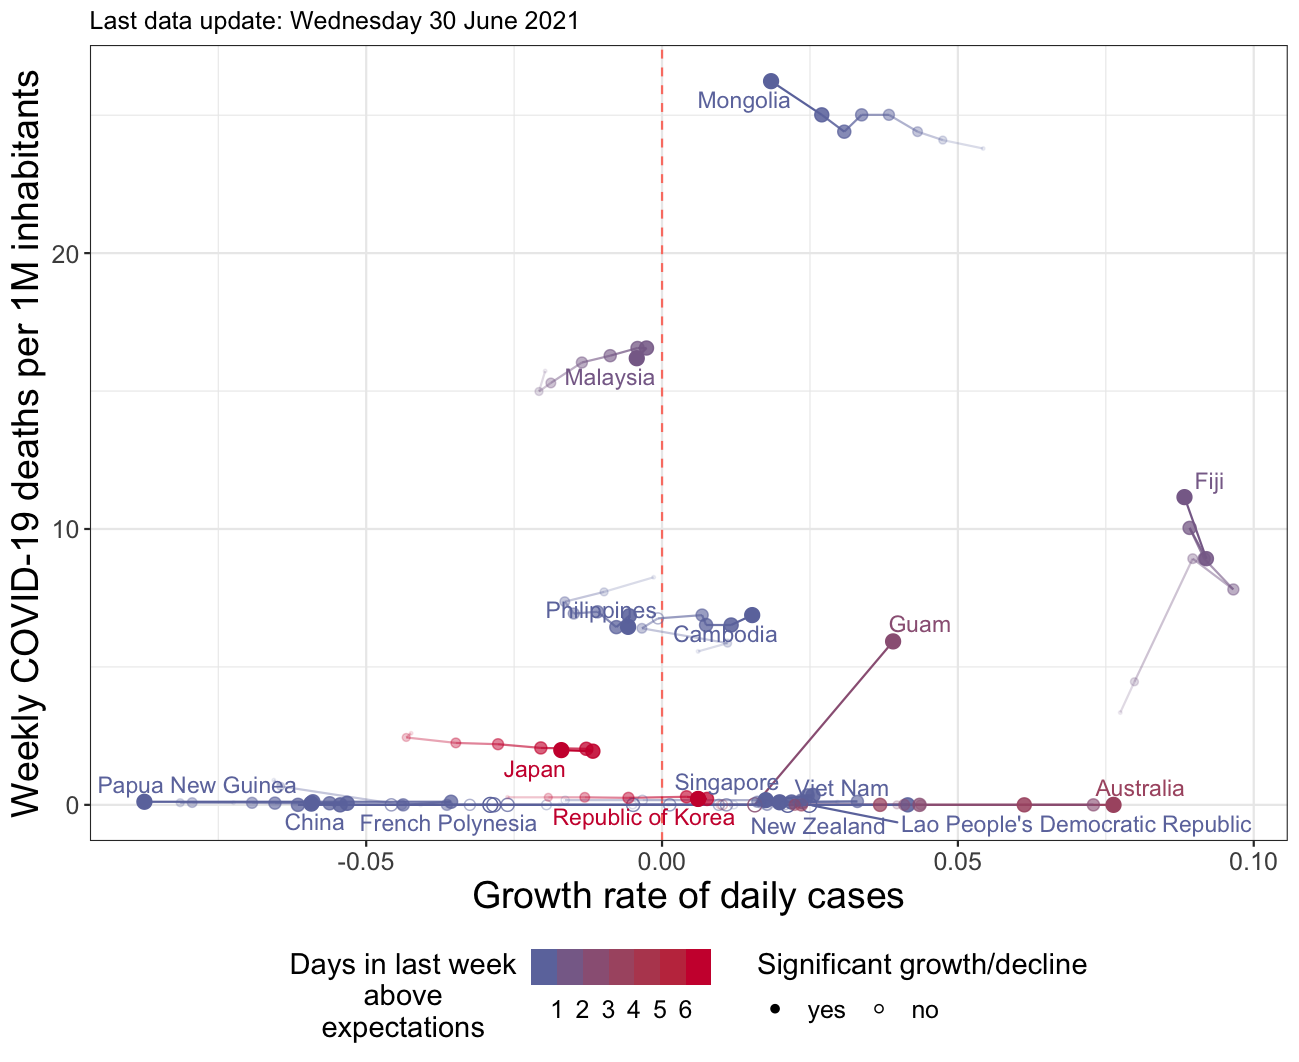 Last data update: Wednesday 30 June 2021
Weekly COVID-19 deaths per 1M inhabitants
20
10
0
Mongolia
Malaysia
Fiji
Philippines
Guam
Cambodia
Japan
Singapore
Papua New Guinea
Viet Nam
Australia
China
French Polynesia
Republic of Korea
New Zealand
Lao People's Democratic Republic
-0.05
0.00
0.05
0.10
Growth rate of daily cases
Days in last week
above
expectations
1 2 3 4 5 6
Significant growth/decline
yes no